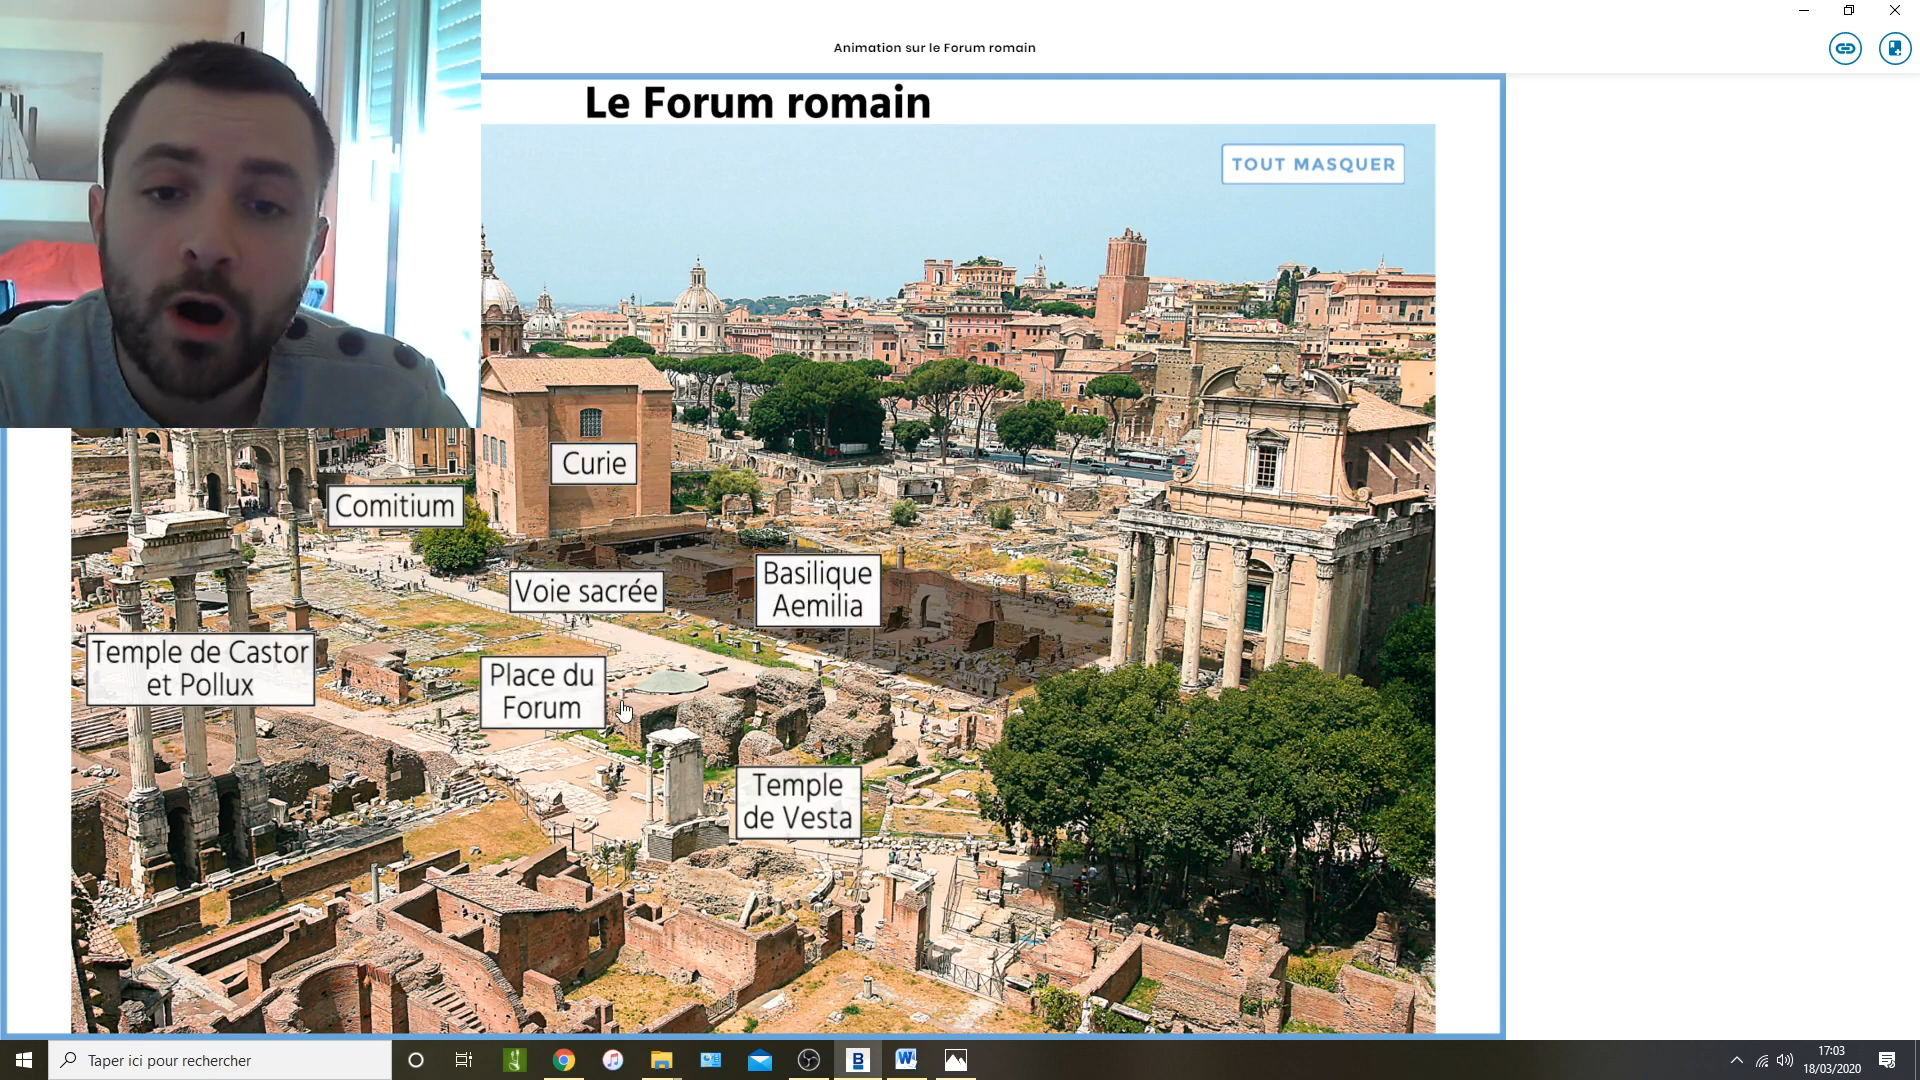 Animation sur le Forum romain
Le Forum romain
TOUT MASQUER
Curie
Comitium
Basilique
Aemilia
Voie sacrée
Temple de Castor
et Pollux
Place du
Forum
Temple
de Vesta
Taper ici pour rechercher
17:03
18/03/2020